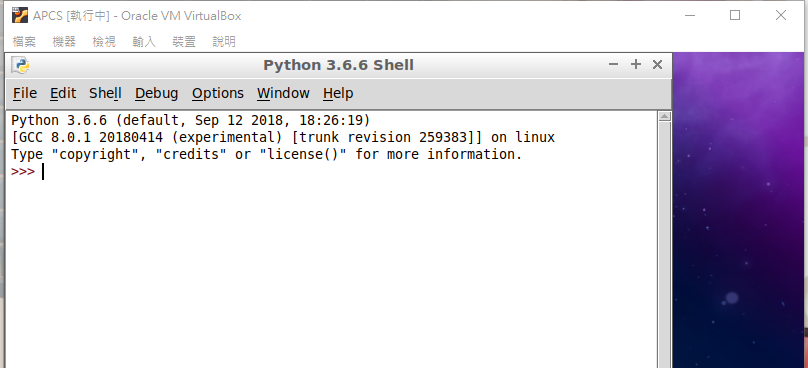 APCS [執行中] - Oracle VM VirtualBox
檔案 機器 檢視 輸入 裝置 說明
Python 3.6.6 Shell
File Edit Shell Debug Options Window Help
Python 3.6.6 (default, Sep 12 2018, 18:26:19)
[GCC 8.0.1 20180414 (experimental) [trunk revision 259383]] on linux
Type "copyright", "credits" or "license()" for more information.
>>>